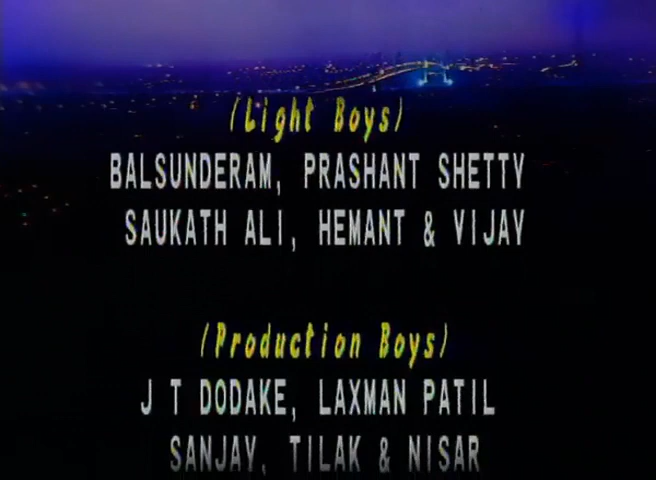 (Light Boys)
BALSUNDERAM, PRASHANT SHETTY
SAUKATH ALI, HEMANT & VIJAY
(Production Boys)
J T DODAKE, LAXMAN PATIL
SANJAY, TILAK & NISAR